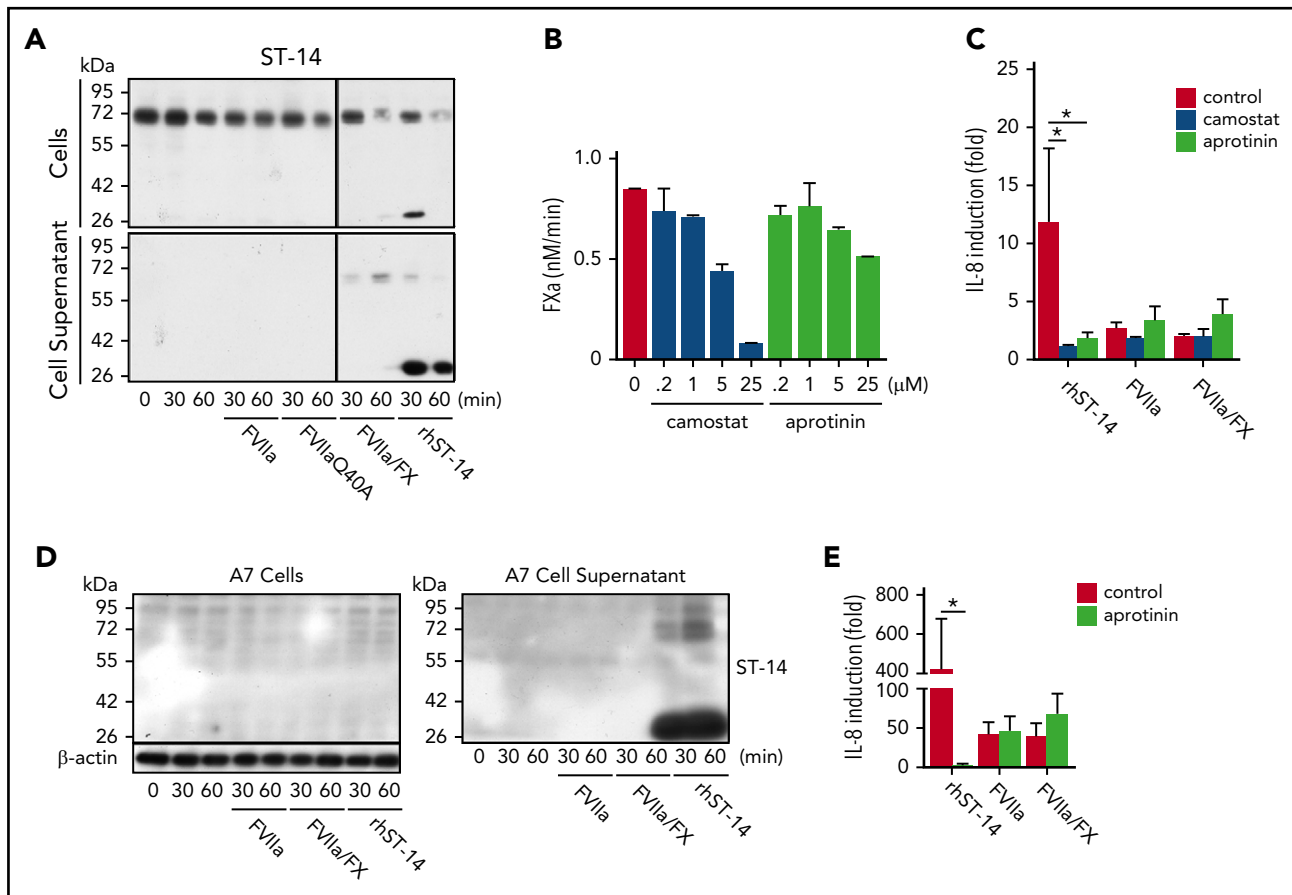 A
ST-14
kDa
Cells
95
72
55
42
26
Cell Supernatant
95
72
55
42
26
0 30 60 30 60 30 60 30 60 30 60 (min)
FVIIa
FVIIaQ40A
FVIIa/FX
rhST-14
B
FXa (nM/min)
1.0
0.5
0
0 .2 1 5 25 .2 1 5 25 (μM)
camostat aprotinin
C
IL-8 induction (fold)
25
20
15
10
5
0
control
camostat
aprotinin
*
*
rhST-14
FVIIa
FVIIa/FX
D
A7 Cells
kDa
95
72
55
42
26
β-actin
0 30 60 30 60 30 60 30 60
FVIIa
FVIIa/FX
rhST-14
A7 Cell Supernatant
kDa
95
72
55
42
26
ST-14
0 30 60 30 60 30 60 30 60 (min)
FVIIa
FVIIa/FX
rhST-14
E
IL-8 induction (fold)
800
600
400
100
50
0
control
aprotinin
*
rhST-14
FVIIa
FVIIa/FX